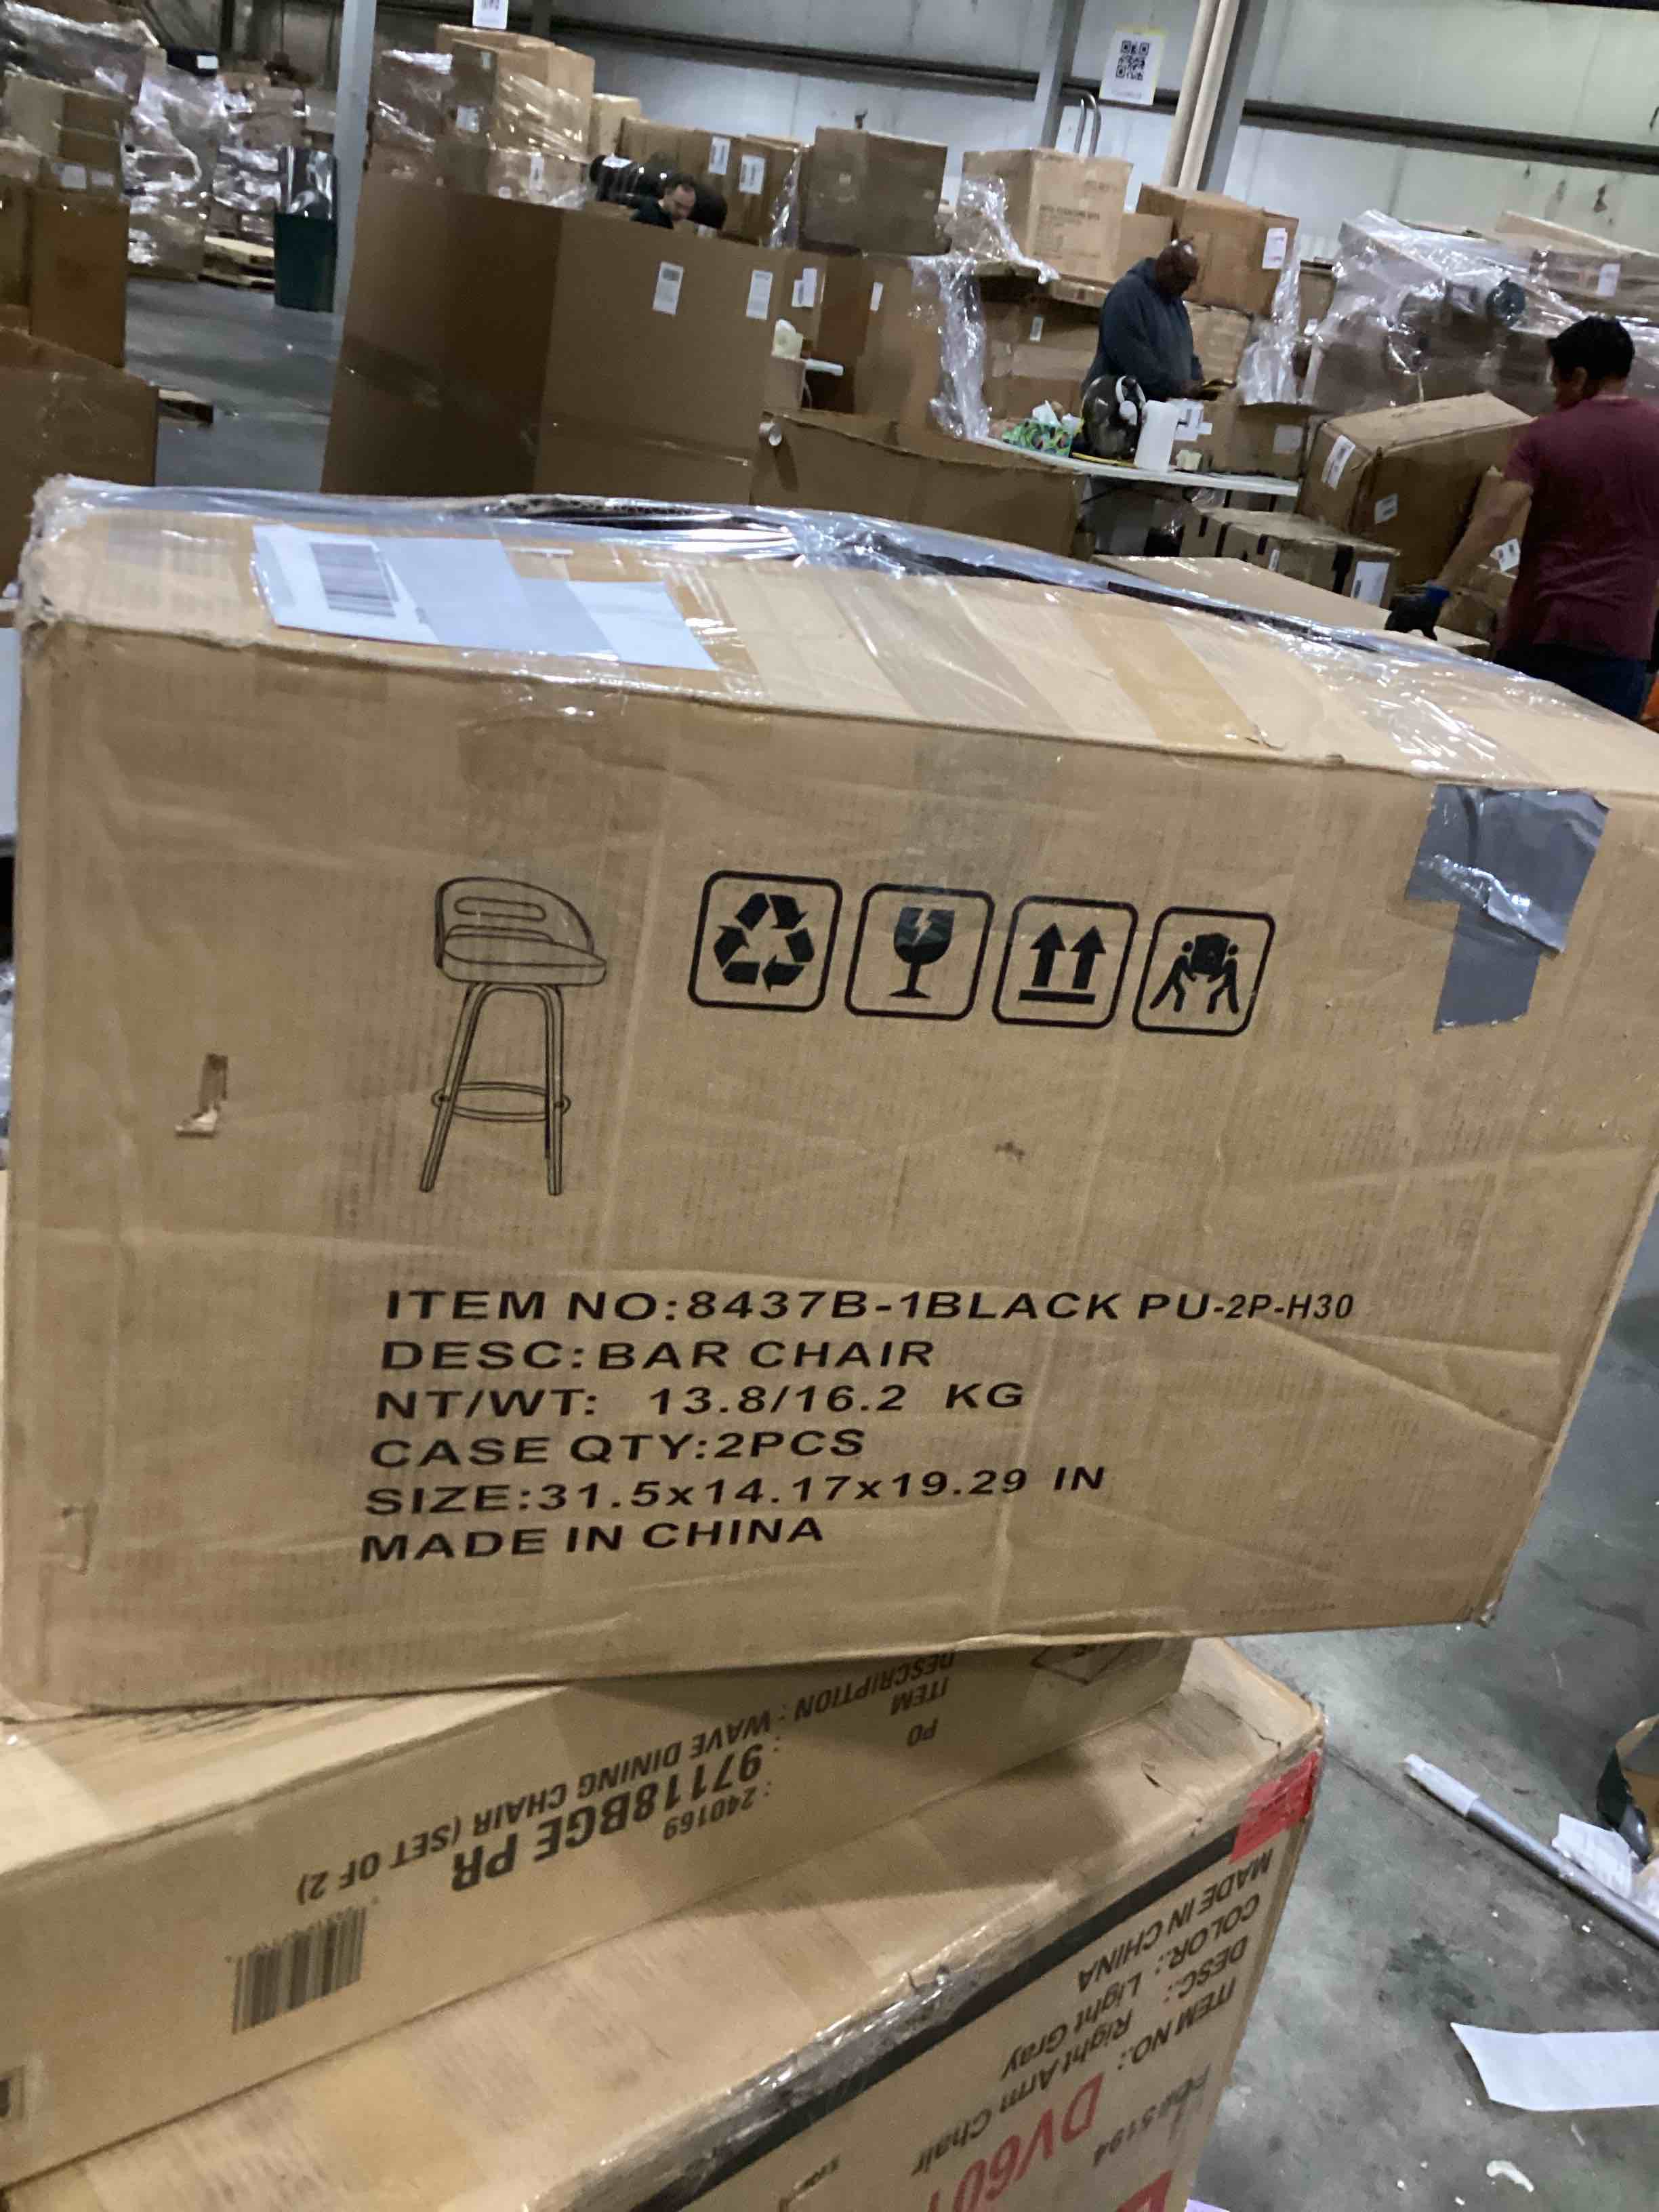 ITEM NO:8437B-1BLACK PU-2P-H30
DESC:BAR CHAIR
NT/WT: 13.8/16.2 KG
CASE QTY:2PCS
SIZE:31.5x14.17x19.29 IN
MADE IN CHINA
PO : 240169
ITEM : 97118BGE PR
DESCRIPTION : WAVE DINING CHAIR (SET OF 2)
ITEM NO.: DV601
DESC.: Right Arm Chair
COLOR.: Light Gray
MADE IN CHINA